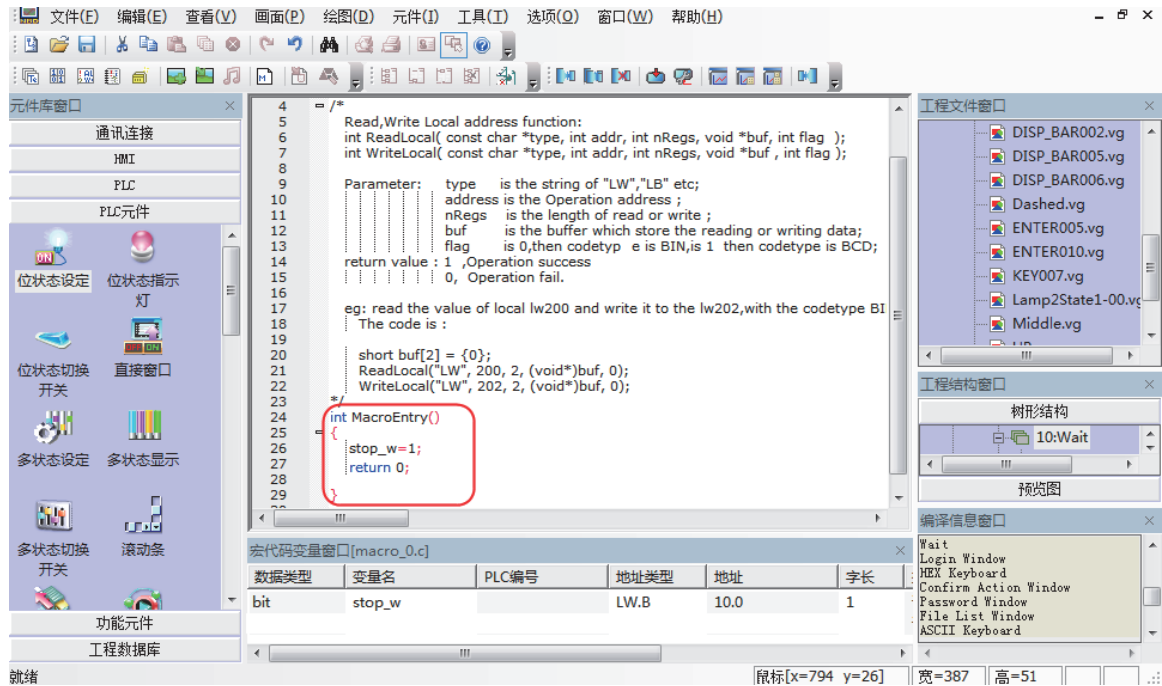 文件(F) 编辑(E) 查看(V) 画面(P) 绘图(D) 元件(I) 工具(T) 选项(O) 窗口(W) 帮助(H)
元件库窗口
通讯连接
HMI
PLC
PLC元件
位状态设定 位状态指示灯
位状态切换开关 直接窗口
多状态设定 多状态显示
多状态切换开关 滚动条
功能元件
工程数据库
4 /*
5 Read,Write Local address function:
6 int ReadLocal( const char *type, int addr, int nRegs, void *buf, int flag );
7 int WriteLocal( const char *type, int addr, int nRegs, void *buf , int flag );
8
9 Parameter: type is the string of "LW","LB" etc;
10 address is the Operation address ;
11 nRegs is the length of read or write ;
12 buf is the buffer which store the reading or writing data;
13 flag is 0,then codetyp e is BIN,is 1 then codetype is BCD;
14 return value : 1 ,Operation success
15 0, Operation fail.
16
17 eg: read the value of local lw200 and write it to the lw202,with the codetype BI
18 The code is :
19
20 short buf[2] = {0};
21 ReadLocal("LW", 200, 2, (void*)buf, 0);
22 WriteLocal("LW", 202, 2, (void*)buf, 0);
23 */
24 int MacroEntry()
25 {
26 stop_w=1;
27 return 0;
28
29 }
宏代码变量窗口[macro_0.c]
数据类型 变量名 PLC编号 地址类型 地址 字长
bit stop_w LW.B 10.0 1
工程文件窗口
DISP_BAR002.vg
DISP_BAR005.vg
DISP_BAR006.vg
Dashed.vg
ENTER005.vg
ENTER010.vg
KEY007.vg
Lamp2State1-00.vg
Middle.vg
工程结构窗口
树形结构
10:Wait
预览图
编译信息窗口
Wait
Login Window
HEX Keyboard
Confirm Action Window
Password Window
File List Window
ASCII Keyboard
就绪 鼠标[x=794 y=26] 宽=387 高=51